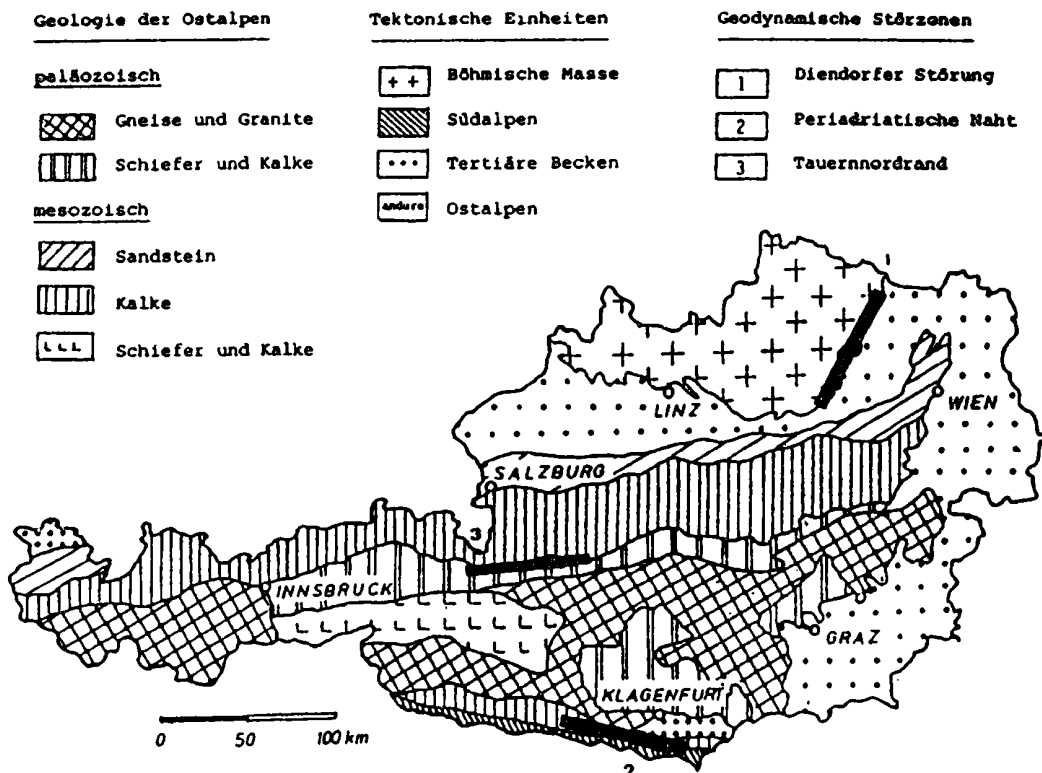 Geologie der Ostalpen
paläozoisch
Gneise und Granite
Schiefer und Kalke
mesozoisch
Sandstein
Kalke
Schiefer und Kalke
Tektonische Einheiten
Böhmische Masse
Südalpen
Tertiäre Becken
andere Ostalpen
Geodynamische Störzonen
1 Diendorfer Störung
2 Periadriatische Naht
3 Tauernnordrand
1
LINZ
WIEN
SALZBURG
3
INNSBRUCK
GRAZ
KLAGENFURT
0 50 100 km
2